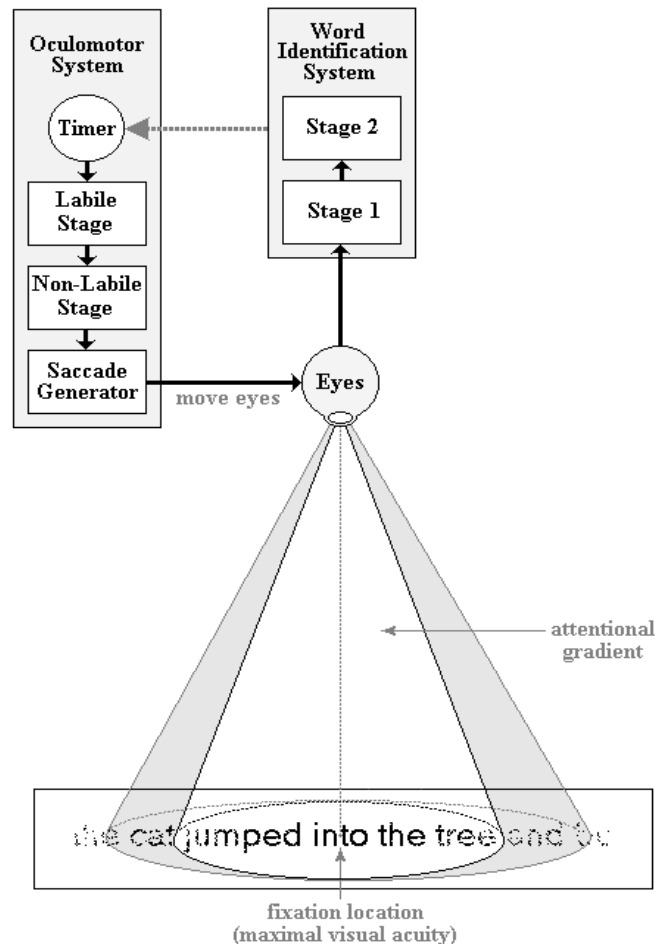 Oculomotor
System
Timer
Labile
Stage
Non-Labile
Stage
Saccade
Generator
Word
Identification
System
Stage 2
Stage 1
Eyes
move eyes
attentional
gradient
the cat jumped into the tree and bu
fixation location
(maximal visual acuity)